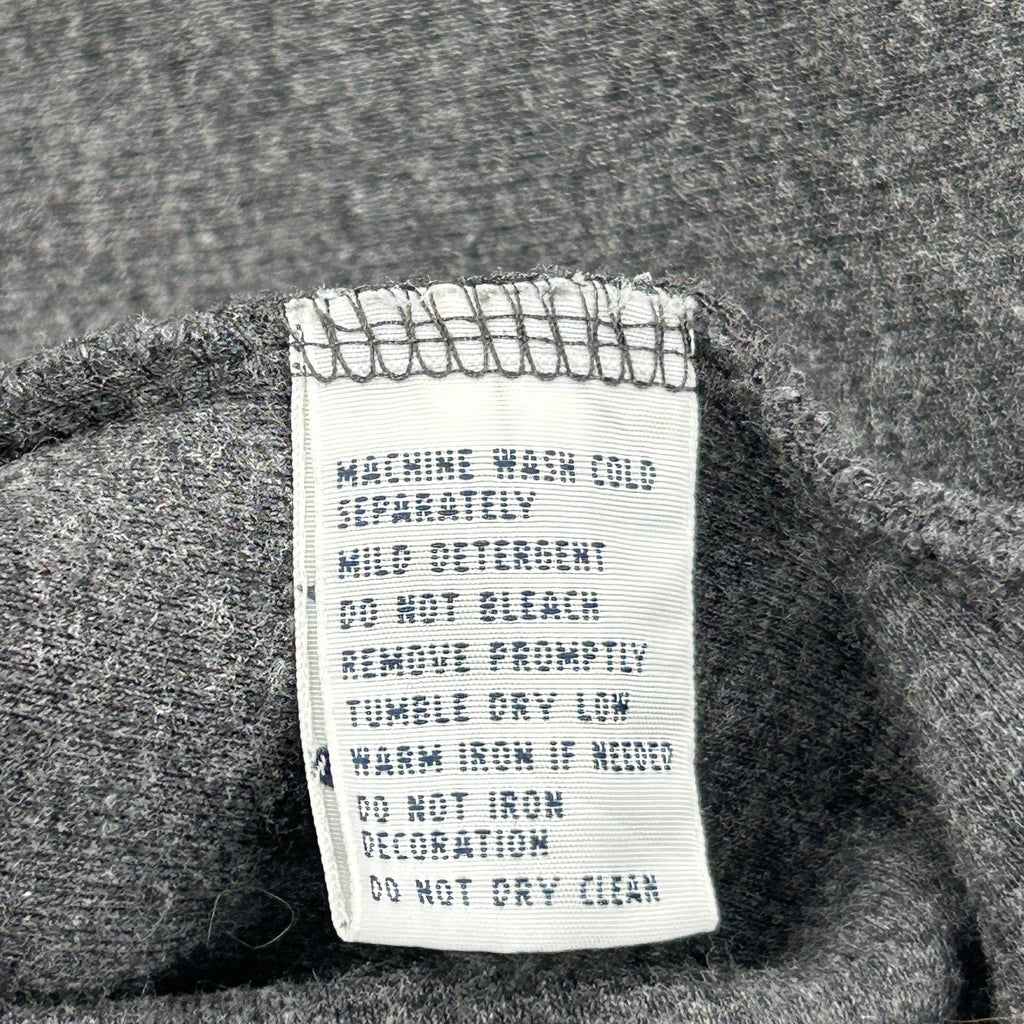 MACHINE WASH COLD
SEPARATELY
MILD DETERGENT
DO NOT BLEACH
REMOVE PROMPTLY
TUMBLE DRY LOW
WARM IRON IF NEEDED
DO NOT IRON
DECORATION
DO NOT DRY CLEAN